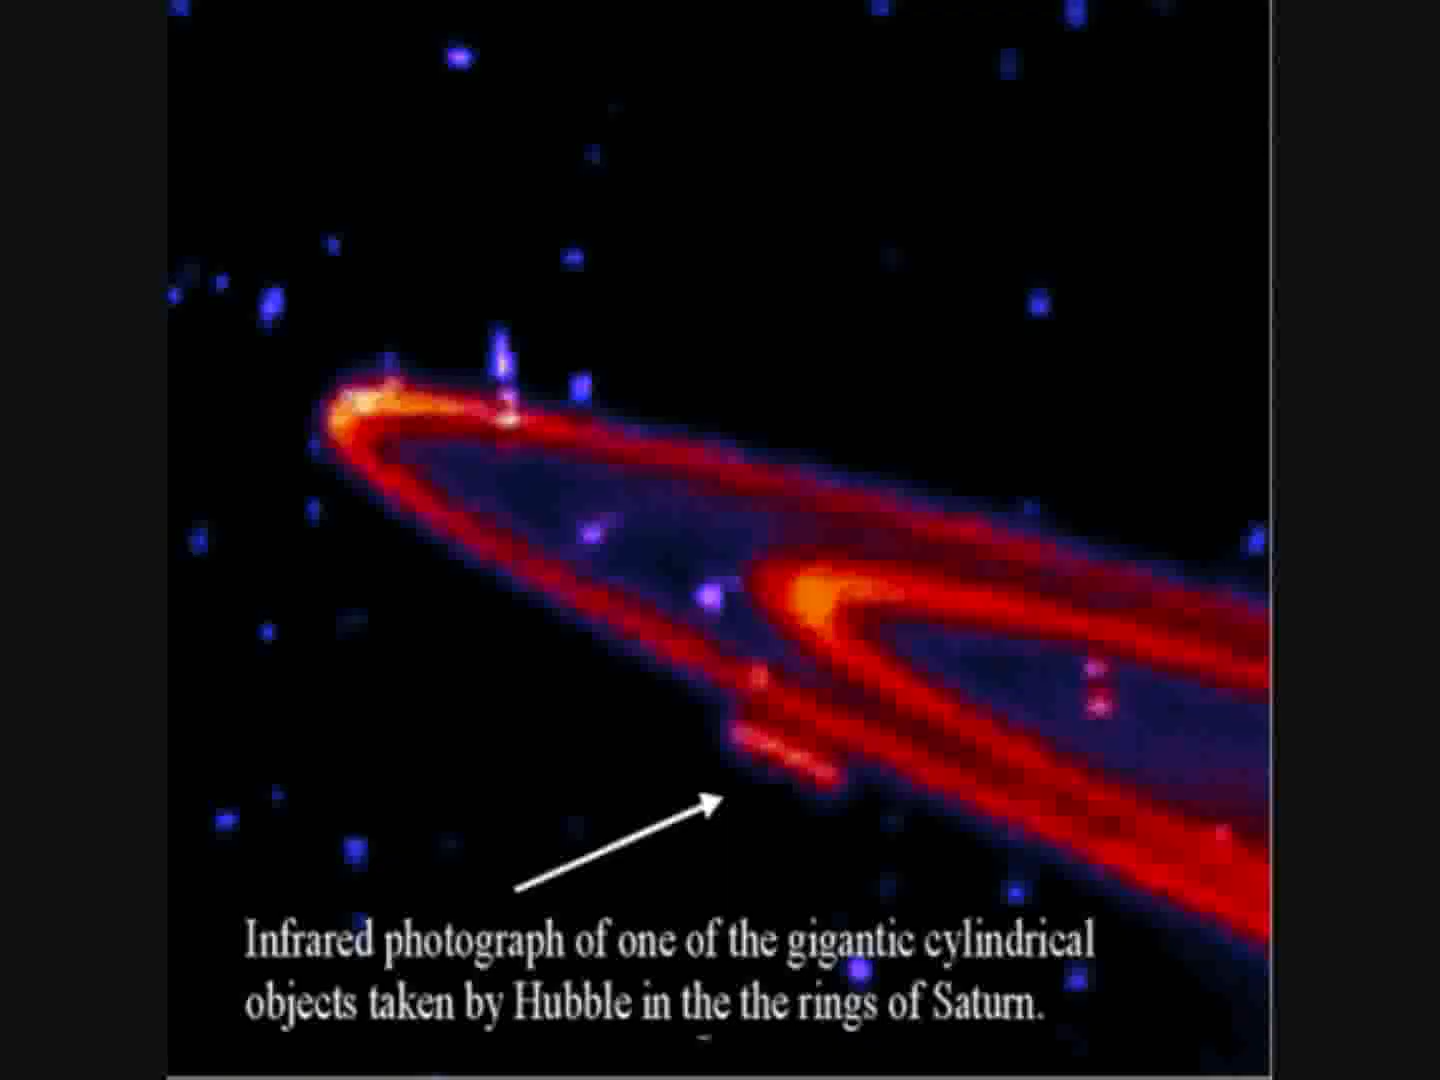 Infrared photograph of one of the gigantic cylindrical
objects taken by Hubble in the the rings of Saturn.